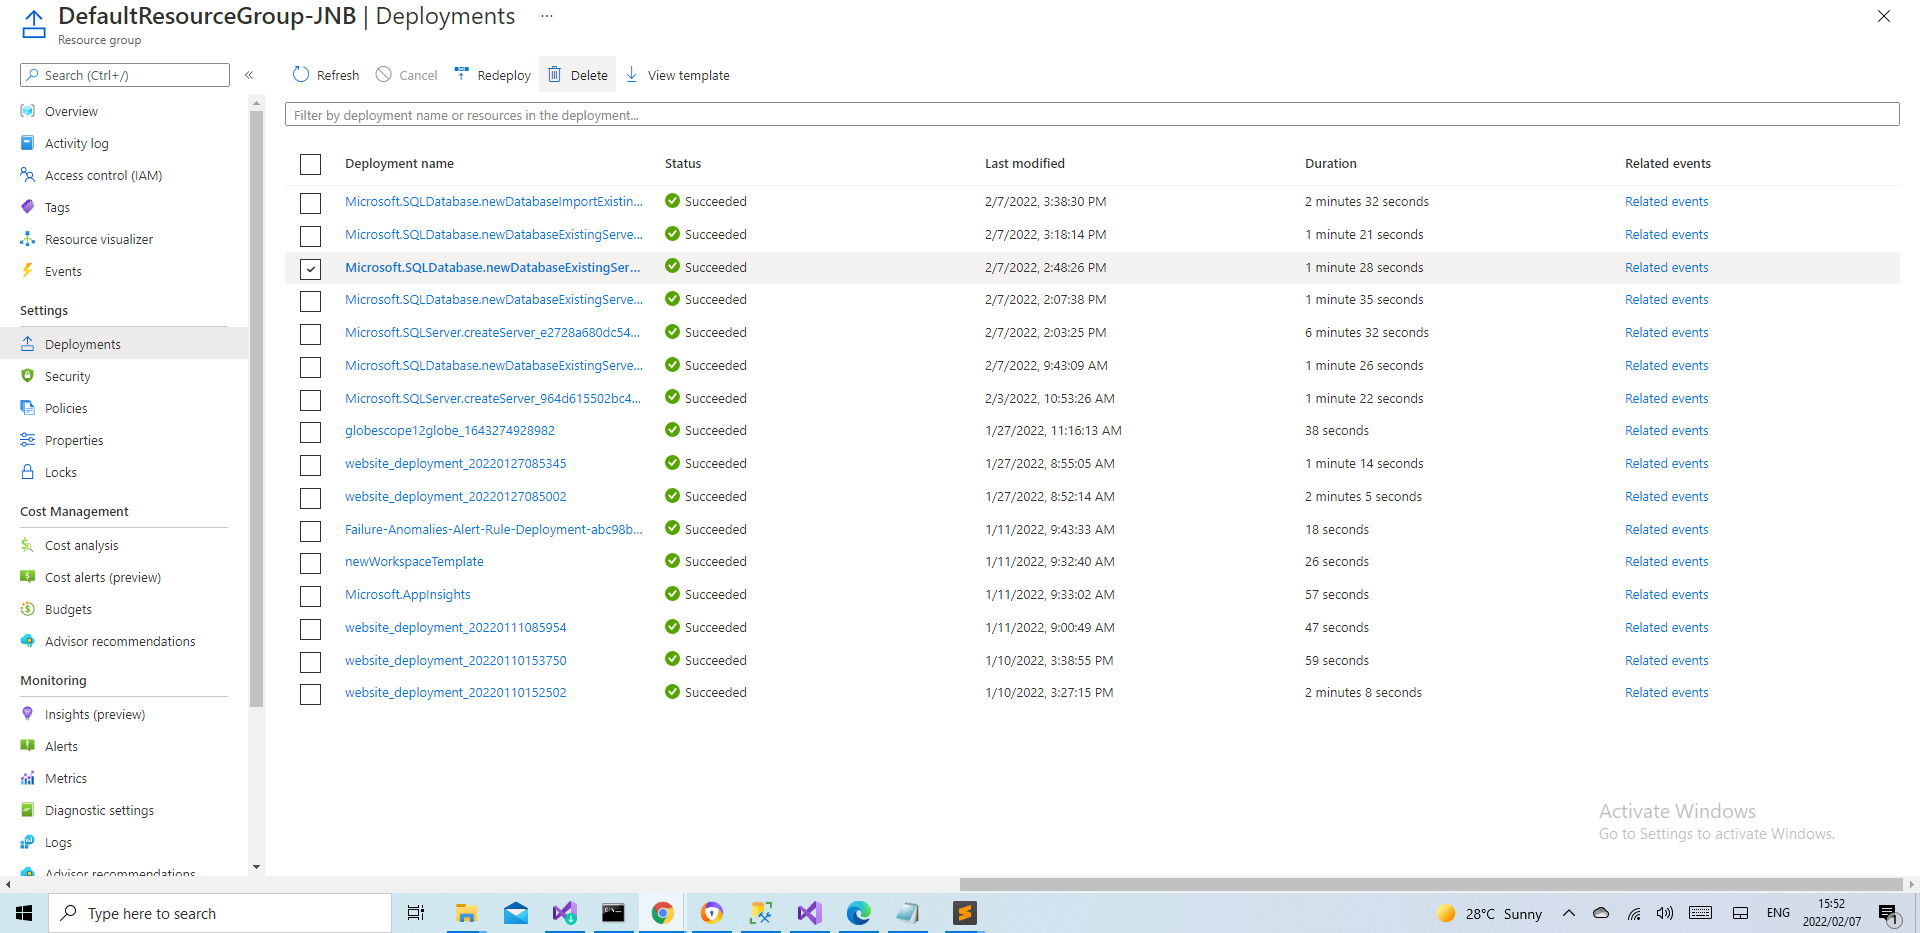 DefaultResourceGroup-JNB | Deployments ...
Resource group
Search (Ctrl+/)
«
Refresh Cancel Redeploy Delete View template
Filter by deployment name or resources in the deployment...
Overview
Activity log
Access control (IAM)
Tags
Resource visualizer
Events
Settings
Deployments
Security
Policies
Properties
Locks
Cost Management
Cost analysis
Cost alerts (preview)
Budgets
Advisor recommendations
Monitoring
Insights (preview)
Alerts
Metrics
Diagnostic settings
Logs
Advisor recommendations
Deployment name Status Last modified Duration Related events
Microsoft.SQLDatabase.newDatabaseImportExistin... Succeeded 2/7/2022, 3:38:30 PM 2 minutes 32 seconds Related events
Microsoft.SQLDatabase.newDatabaseExistingServe... Succeeded 2/7/2022, 3:18:14 PM 1 minute 21 seconds Related events
Microsoft.SQLDatabase.newDatabaseExistingSer... Succeeded 2/7/2022, 2:48:26 PM 1 minute 28 seconds Related events
Microsoft.SQLDatabase.newDatabaseExistingServe... Succeeded 2/7/2022, 2:07:38 PM 1 minute 35 seconds Related events
Microsoft.SQLServer.createServer_e2728a680dc54... Succeeded 2/7/2022, 2:03:25 PM 6 minutes 32 seconds Related events
Microsoft.SQLDatabase.newDatabaseExistingServe... Succeeded 2/7/2022, 9:43:09 AM 1 minute 26 seconds Related events
Microsoft.SQLServer.createServer_964d615502bc4... Succeeded 2/3/2022, 10:53:26 AM 1 minute 22 seconds Related events
globescope12globe_1643274928982 Succeeded 1/27/2022, 11:16:13 AM 38 seconds Related events
website_deployment_20220127085345 Succeeded 1/27/2022, 8:55:05 AM 1 minute 14 seconds Related events
website_deployment_20220127085002 Succeeded 1/27/2022, 8:52:14 AM 2 minutes 5 seconds Related events
Failure-Anomalies-Alert-Rule-Deployment-abc98b... Succeeded 1/11/2022, 9:43:33 AM 18 seconds Related events
newWorkspaceTemplate Succeeded 1/11/2022, 9:32:40 AM 26 seconds Related events
Microsoft.AppInsights Succeeded 1/11/2022, 9:33:02 AM 57 seconds Related events
website_deployment_20220111085954 Succeeded 1/11/2022, 9:00:49 AM 47 seconds Related events
website_deployment_20220110153750 Succeeded 1/10/2022, 3:38:55 PM 59 seconds Related events
website_deployment_20220110152502 Succeeded 1/10/2022, 3:27:15 PM 2 minutes 8 seconds Related events
Activate Windows
Go to Settings to activate Windows.
Type here to search
28°C Sunny
ENG
15:52
2022/02/07
1